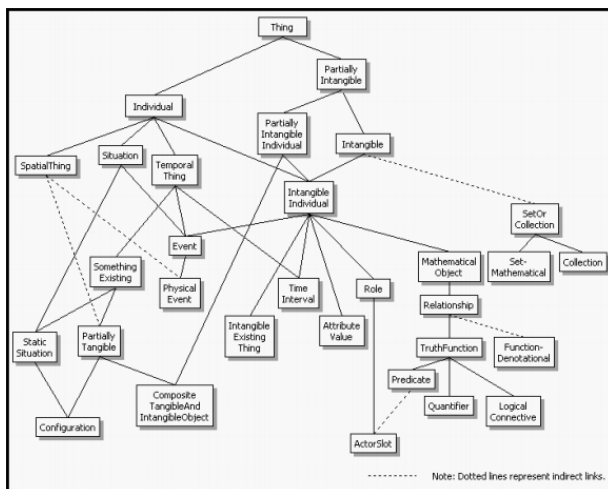 Thing
Partially
Intangible
Individual
Partially
Intangible
Individual
Intangible
SpatialThing
Situation
Temporal
Thing
Intangible
Individual
SetOr
Collection
Event
Something
Existing
Physical
Event
Time
Interval
Role
Mathematical
Object
Set-
Mathematical
Collection
Relationship
Static
Situation
Partially
Tangible
Intangible
Existing
Thing
Attribute
Value
TruthFunction
Function-
Denotational
Predicate
Composite
TangibleAnd
IntangibleObject
Quantifier
Logical
Connective
Configuration
ActorSlot
Note: Dotted lines represent indirect links.